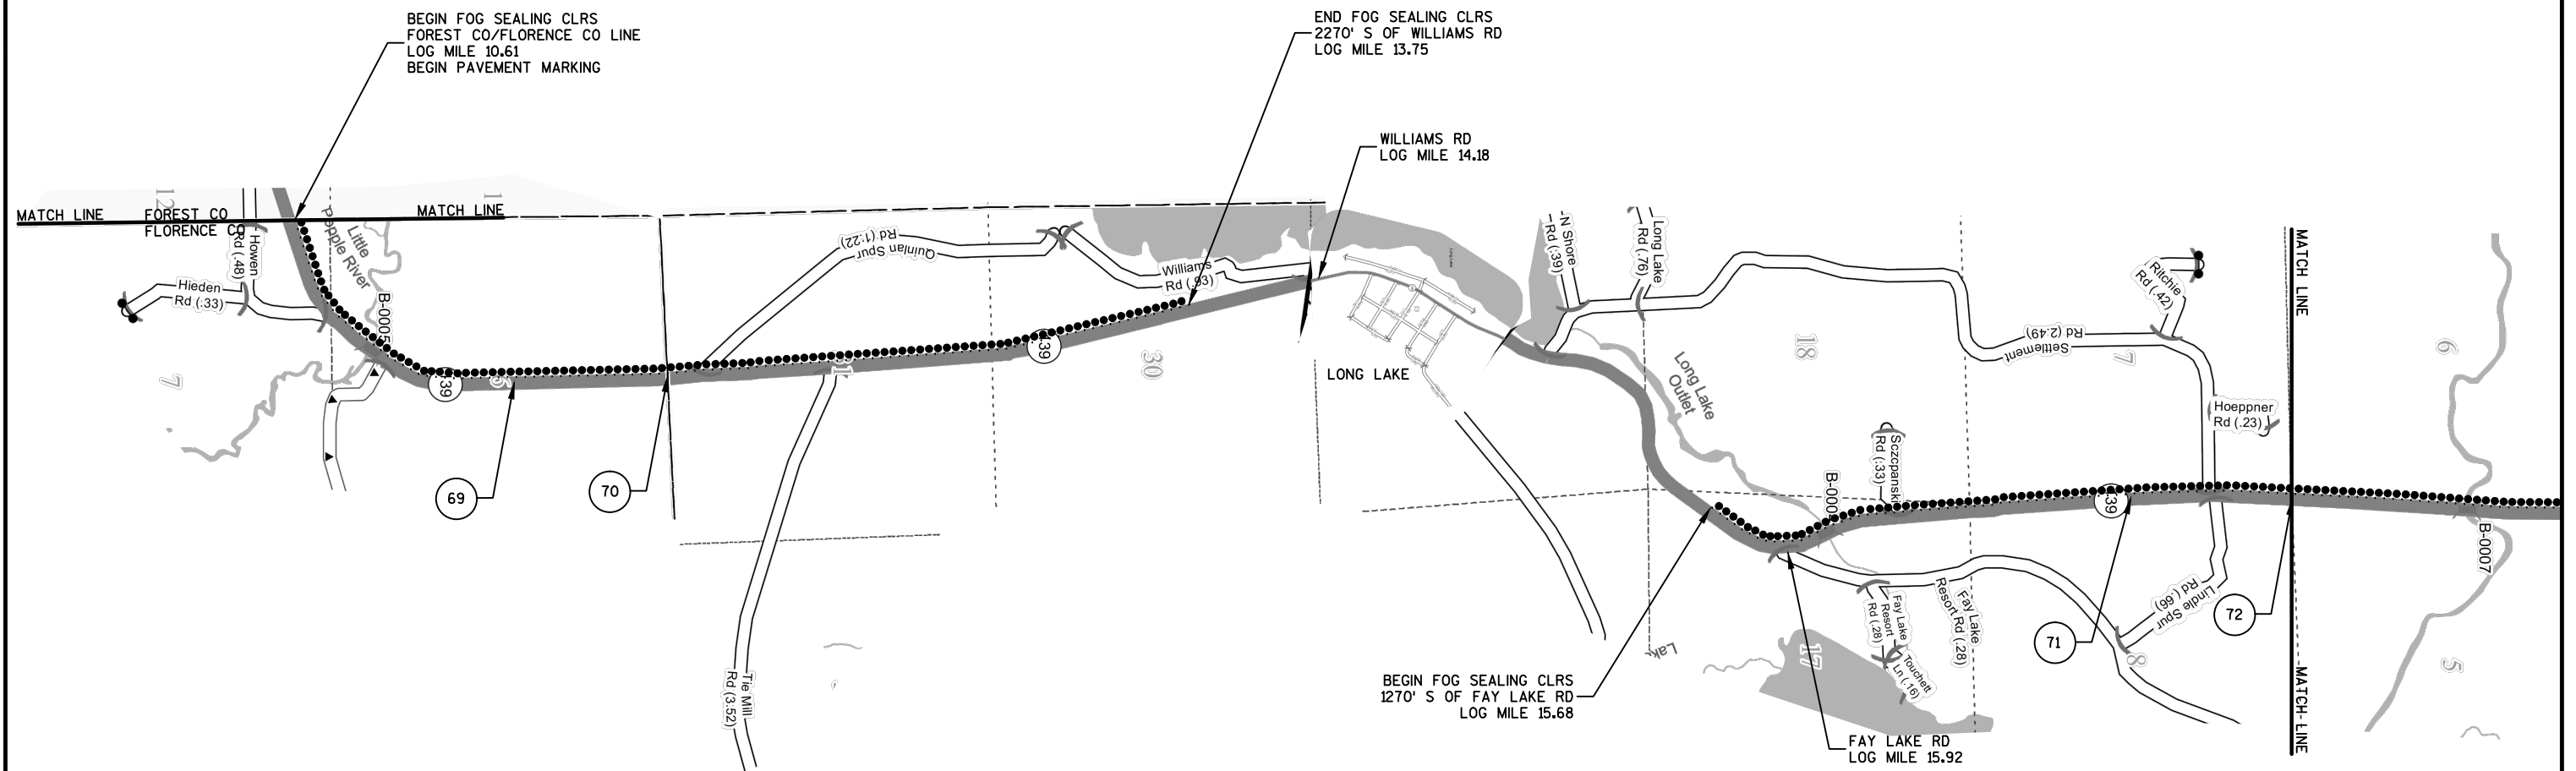 BEGIN FOG SEALING CLRS
FOREST CO/FLORENCE CO LINE
LOG MILE 10.61
BEGIN PAVEMENT MARKING
END FOG SEALING CLRS
2270' S OF WILLIAMS RD
LOG MILE 13.75
WILLIAMS RD
LOG MILE 14.18
MATCH LINE
FOREST CO
FLORENCE CO
MATCH LINE
12
1
Howen
Rd (.48)
Hieden
Rd (.33)
Little
Popple River
B-0005
7
139
69
70
Quinlan Spur
Rd (1.22)
Williams
Rd (.93)
139
30
Tie Mill
Rd (3.52)
LONG LAKE
N Shore
Rd (.39)
Long Lake
Rd (.76)
Long Lake
Outlet
18
Settlement
Rd (2.49)
7
Ritchie
Rd (.42)
Hoeppner
Rd (.23)
Sczcpanski
Rd (.33)
139
MATCH LINE
MATCH LINE
6
5
B-0007
Lindle Spur
Rd (.66)
8
71
72
Fay Lake
Resort Rd (.28)
Fay Lake
Resort
Rd (.28)
Touchett
Ln (.16)
17
Lake
BEGIN FOG SEALING CLRS
1270' S OF FAY LAKE RD
LOG MILE 15.68
FAY LAKE RD
LOG MILE 15.92